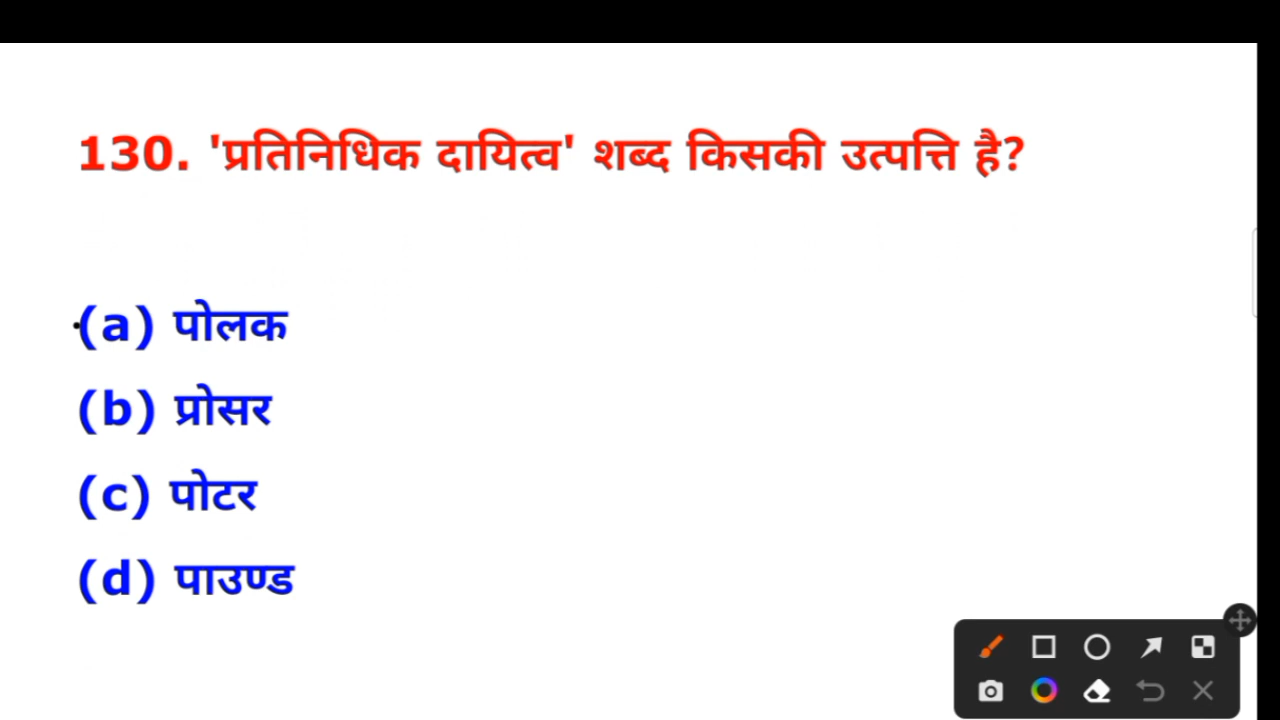 130. 'प्रतिनिधिक दायित्व' शब्द किसकी उत्पत्ति है?
(a) पोलक
(b) प्रोसर
(c) पोटर
(d) पाउण्ड